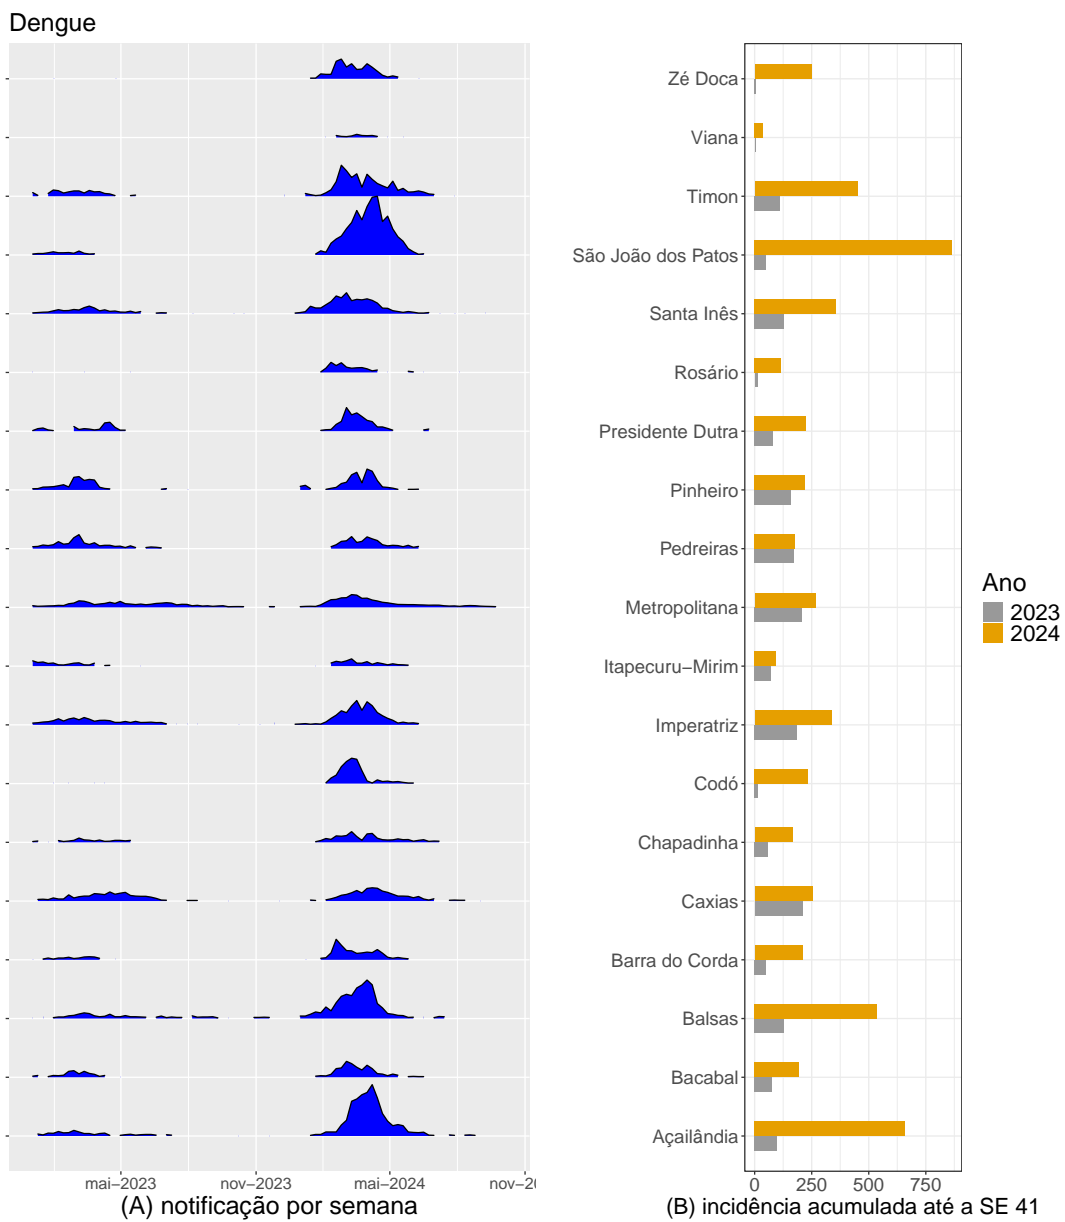 Dengue
Zé Doca
Viana
Timon
São João dos Patos
Santa Inês
Rosário
Presidente Dutra
Pinheiro
Pedreiras
Metropolitana
Itapecuru−Mirim
Imperatriz
Codó
Chapadinha
Caxias
Barra do Corda
Balsas
Bacabal
Açailândia
mai−2023 nov−2023 mai−2024 nov−20
(A) notificação por semana
0 250 500 750
(B) incidência acumulada até a SE 41
Ano
2023
2024